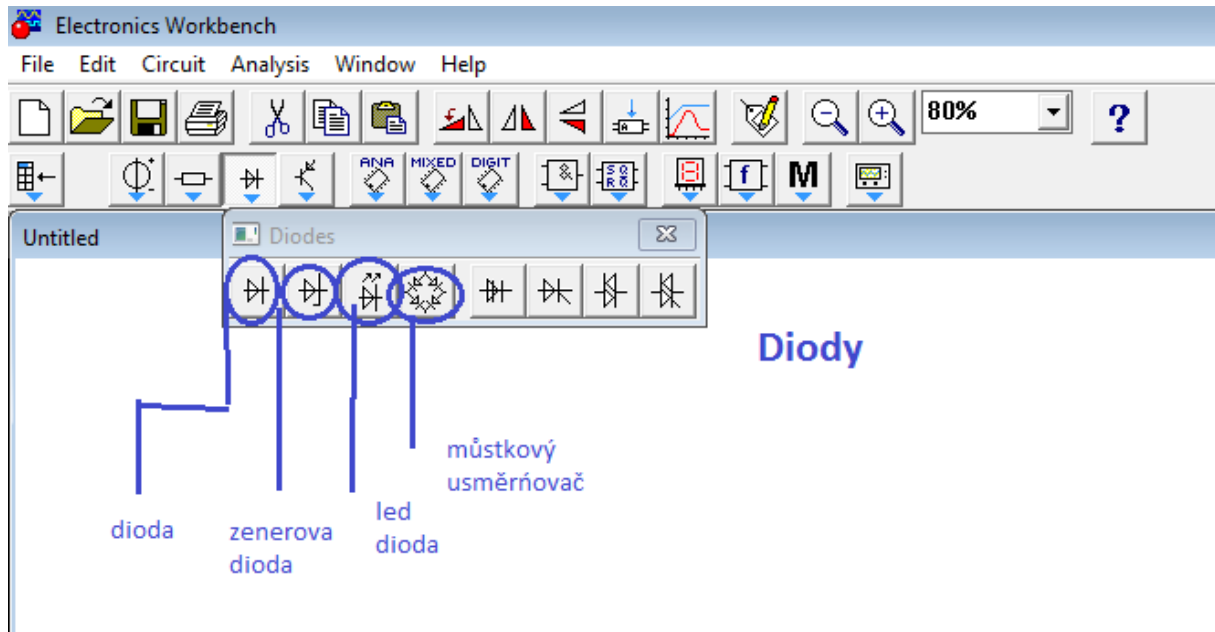 Electronics Workbench
File Edit Circuit Analysis Window Help
80%
?
ANA MIXED DIGIT
&
S Q
R Q
f
M
Untitled
Diodes
Diody
můstkový
usměrńovač
dioda
zenerova
dioda
led
dioda